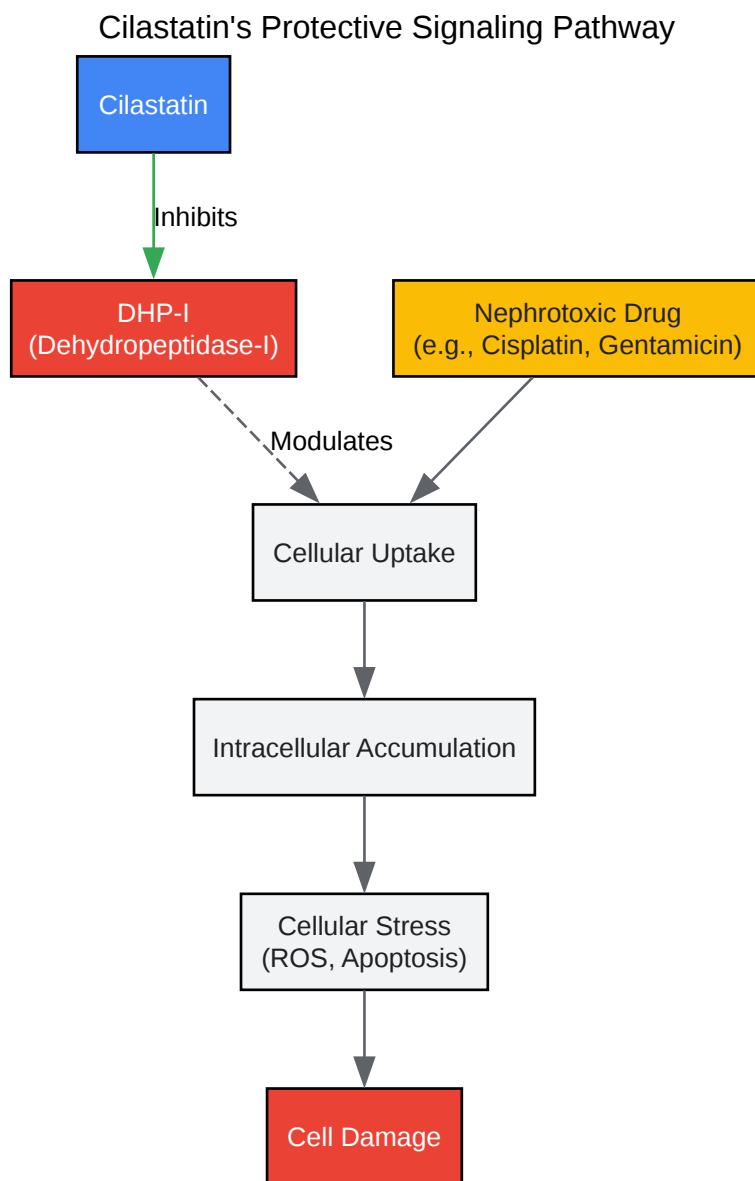 Cilastatin's Protective Signaling Pathway
Cilastatin
Inhibits
DHP-I
(Dehydropeptidase-I)
Nephrotoxic Drug
(e.g., Cisplatin, Gentamicin)
Modulates
Cellular Uptake
Intracellular Accumulation
Cellular Stress
(ROS, Apoptosis)
Cell Damage